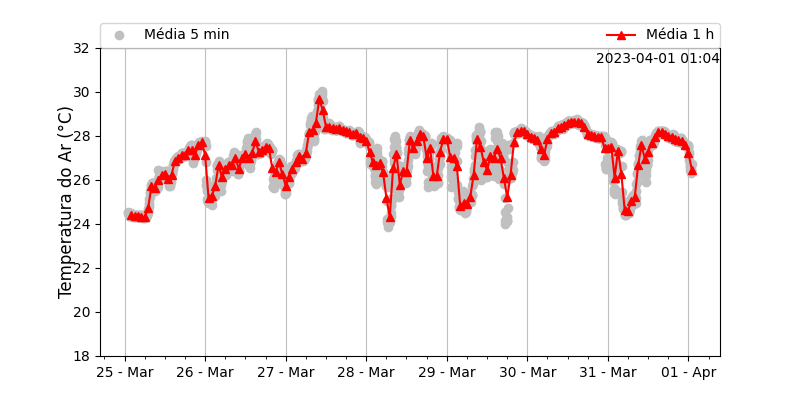 Média 5 min
Média 1 h
2023-04-01 01:04
Temperatura do Ar (°C)
32
30
28
26
24
22
20
18
25 - Mar
26 - Mar
27 - Mar
28 - Mar
29 - Mar
30 - Mar
31 - Mar
01 - Apr